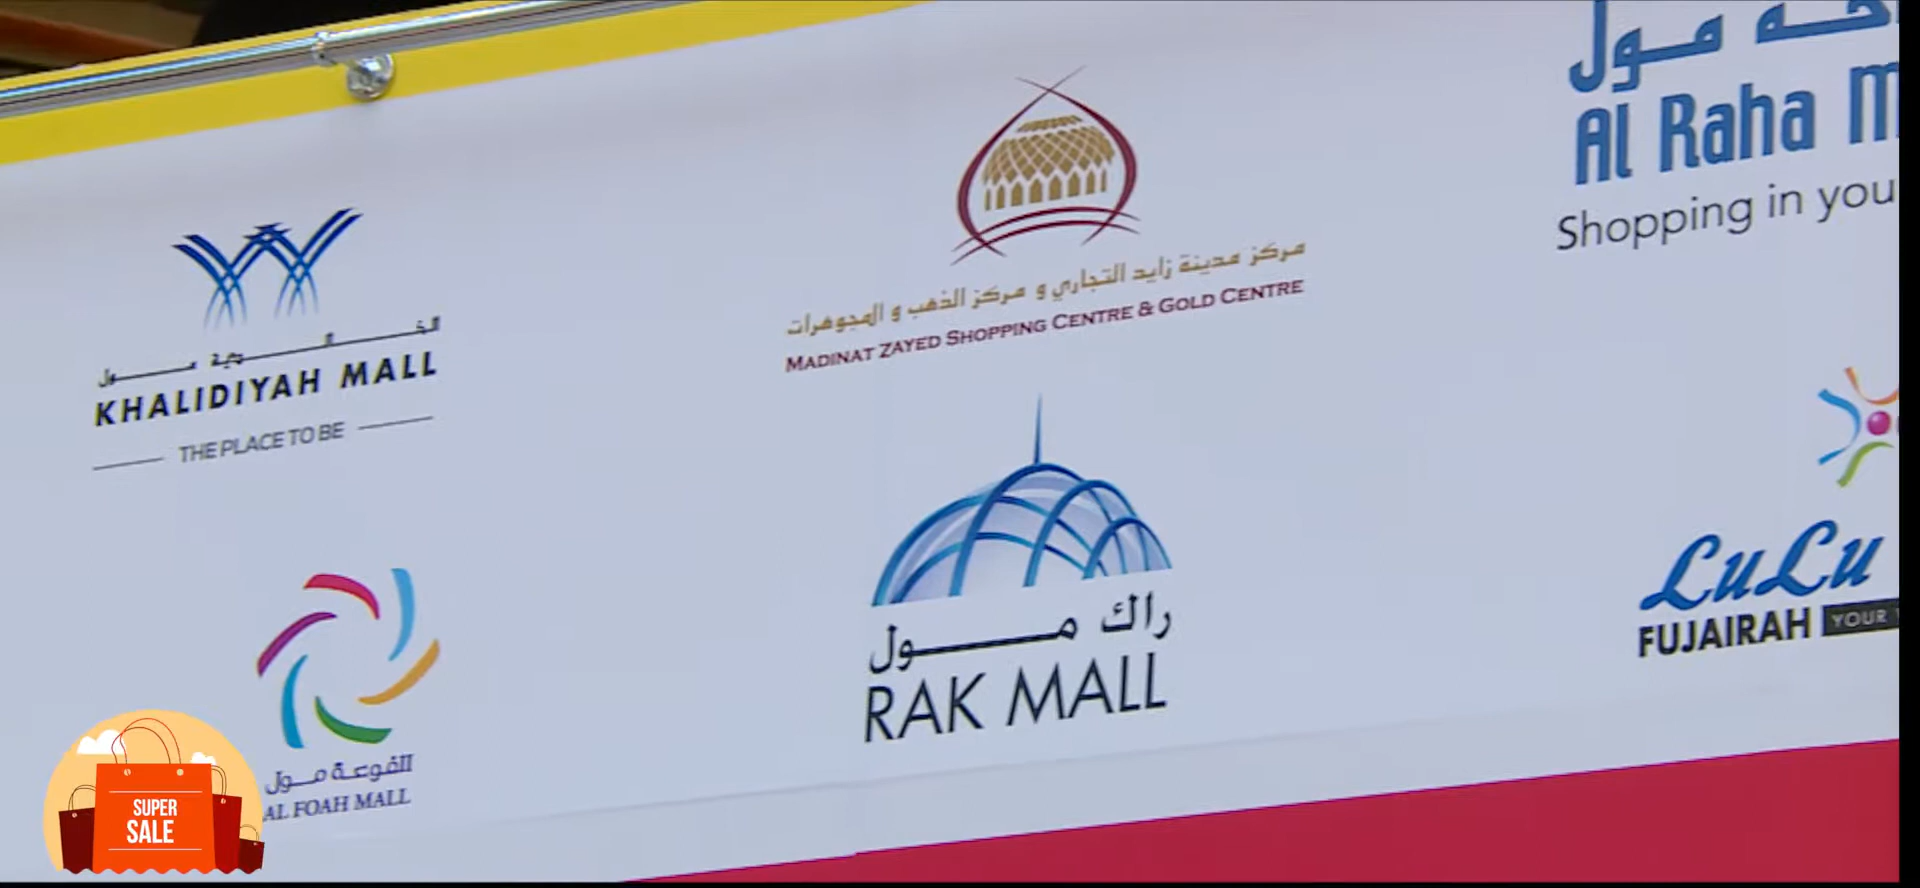 الخالدية مول
KHALIDIYAH MALL
THE PLACE TO BE
مركز مدينة زايد التجاري و مركز الذهب و المجوهرات
MADINAT ZAYED SHOPPING CENTRE & GOLD CENTRE
مول
Al Raha
Shopping in
الفوعة مول
AL FOAH MALL
راك مول
RAK MALL
LuLu
FUJAIRAH YOUR
SUPER
SALE